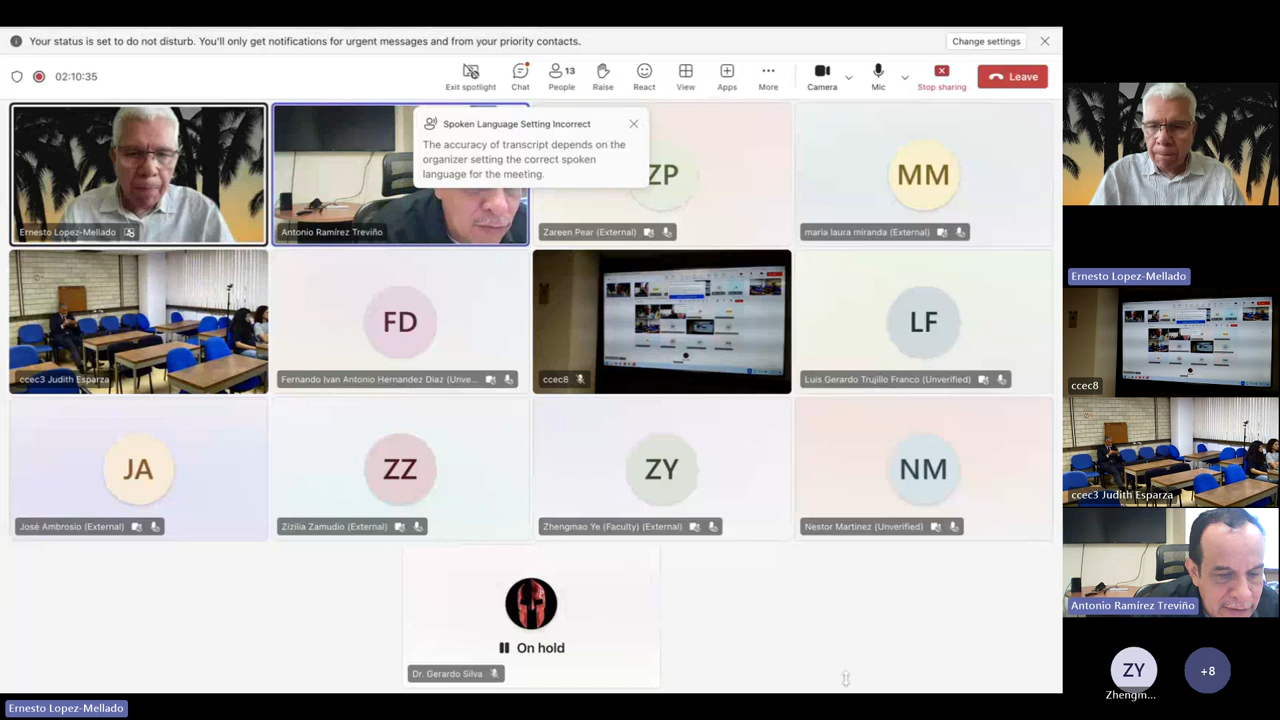 Your status is set to do not disturb. You'll only get notifications for urgent messages and from your priority contacts.
Change settings
02:10:35
Exit spotlight
Chat
13
People
Raise
React
View
Apps
More
Camera
Mic
Stop sharing
Leave
Spoken Language Setting Incorrect
The accuracy of transcript depends on the
organizer setting the correct spoken
language for the meeting.
Ernesto Lopez-Mellado
Antonio Ramírez Treviño
ZP
Zareen Pear (External)
MM
maria laura miranda (External)
ccec3 Judith Esparza
FD
Fernando Ivan Antonio Hernandez Diaz (Unve...
ccec8
LF
Luis Gerardo Trujillo Franco (Unverified)
JA
José Ambrosio (External)
ZZ
Zizilia Zamudio (External)
ZY
Zhengmao Ye (Faculty) (External)
NM
Nestor Martinez (Unverified)
On hold
Dr. Gerardo Silva
Ernesto Lopez-Mellado
Ernesto Lopez-Mellado
ccec8
ccec3 Judith Esparza
Antonio Ramírez Treviño
ZY
Zhengm...
+8